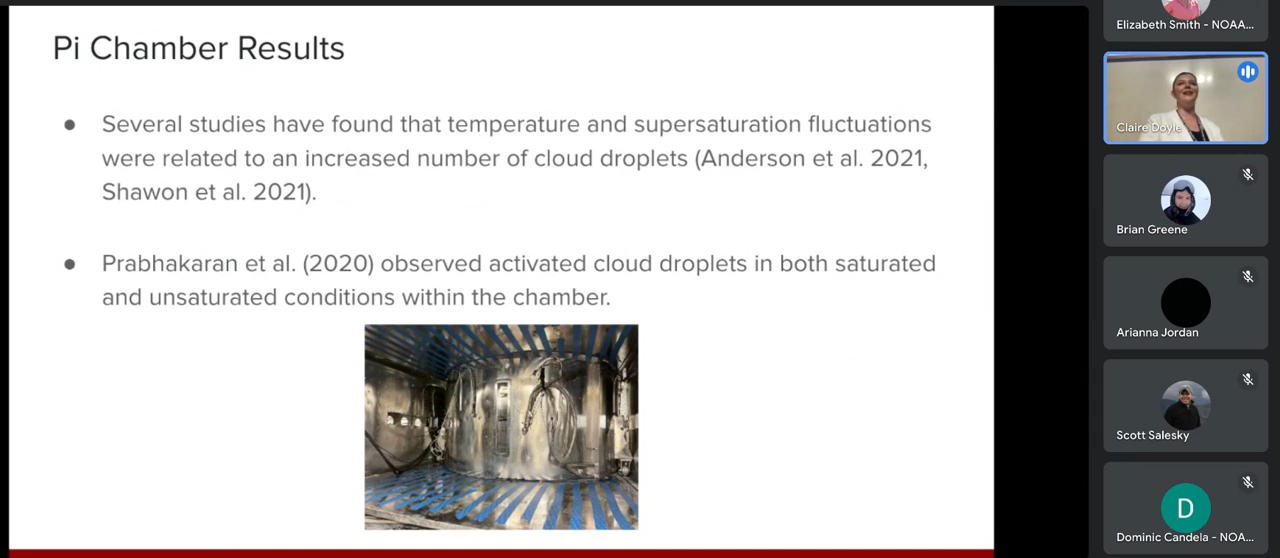 Pi Chamber Results
● Several studies have found that temperature and supersaturation fluctuations
were related to an increased number of cloud droplets (Anderson et al. 2021,
Shawon et al. 2021).
● Prabhakaran et al. (2020) observed activated cloud droplets in both saturated
and unsaturated conditions within the chamber.
Elizabeth Smith - NOAA...
Claire Doyle
Brian Greene
Arianna Jordan
Scott Salesky
D
Dominic Candela - NOA...